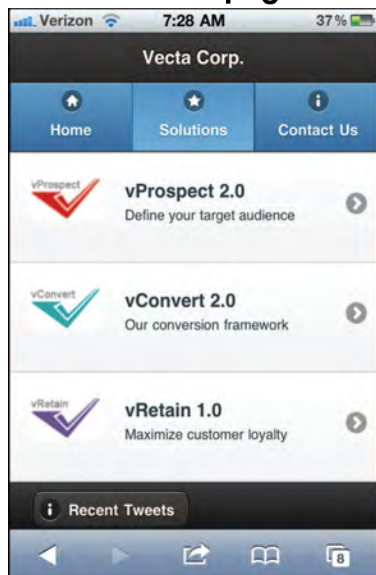 Verizon 7:28 AM 37%
Vecta Corp.
Home Solutions Contact Us
vProspect
vProspect 2.0
Define your target audience
vConvert
vConvert 2.0
Our conversion framework
vRetain
vRetain 1.0
Maximize customer loyalty
i Recent Tweets
8